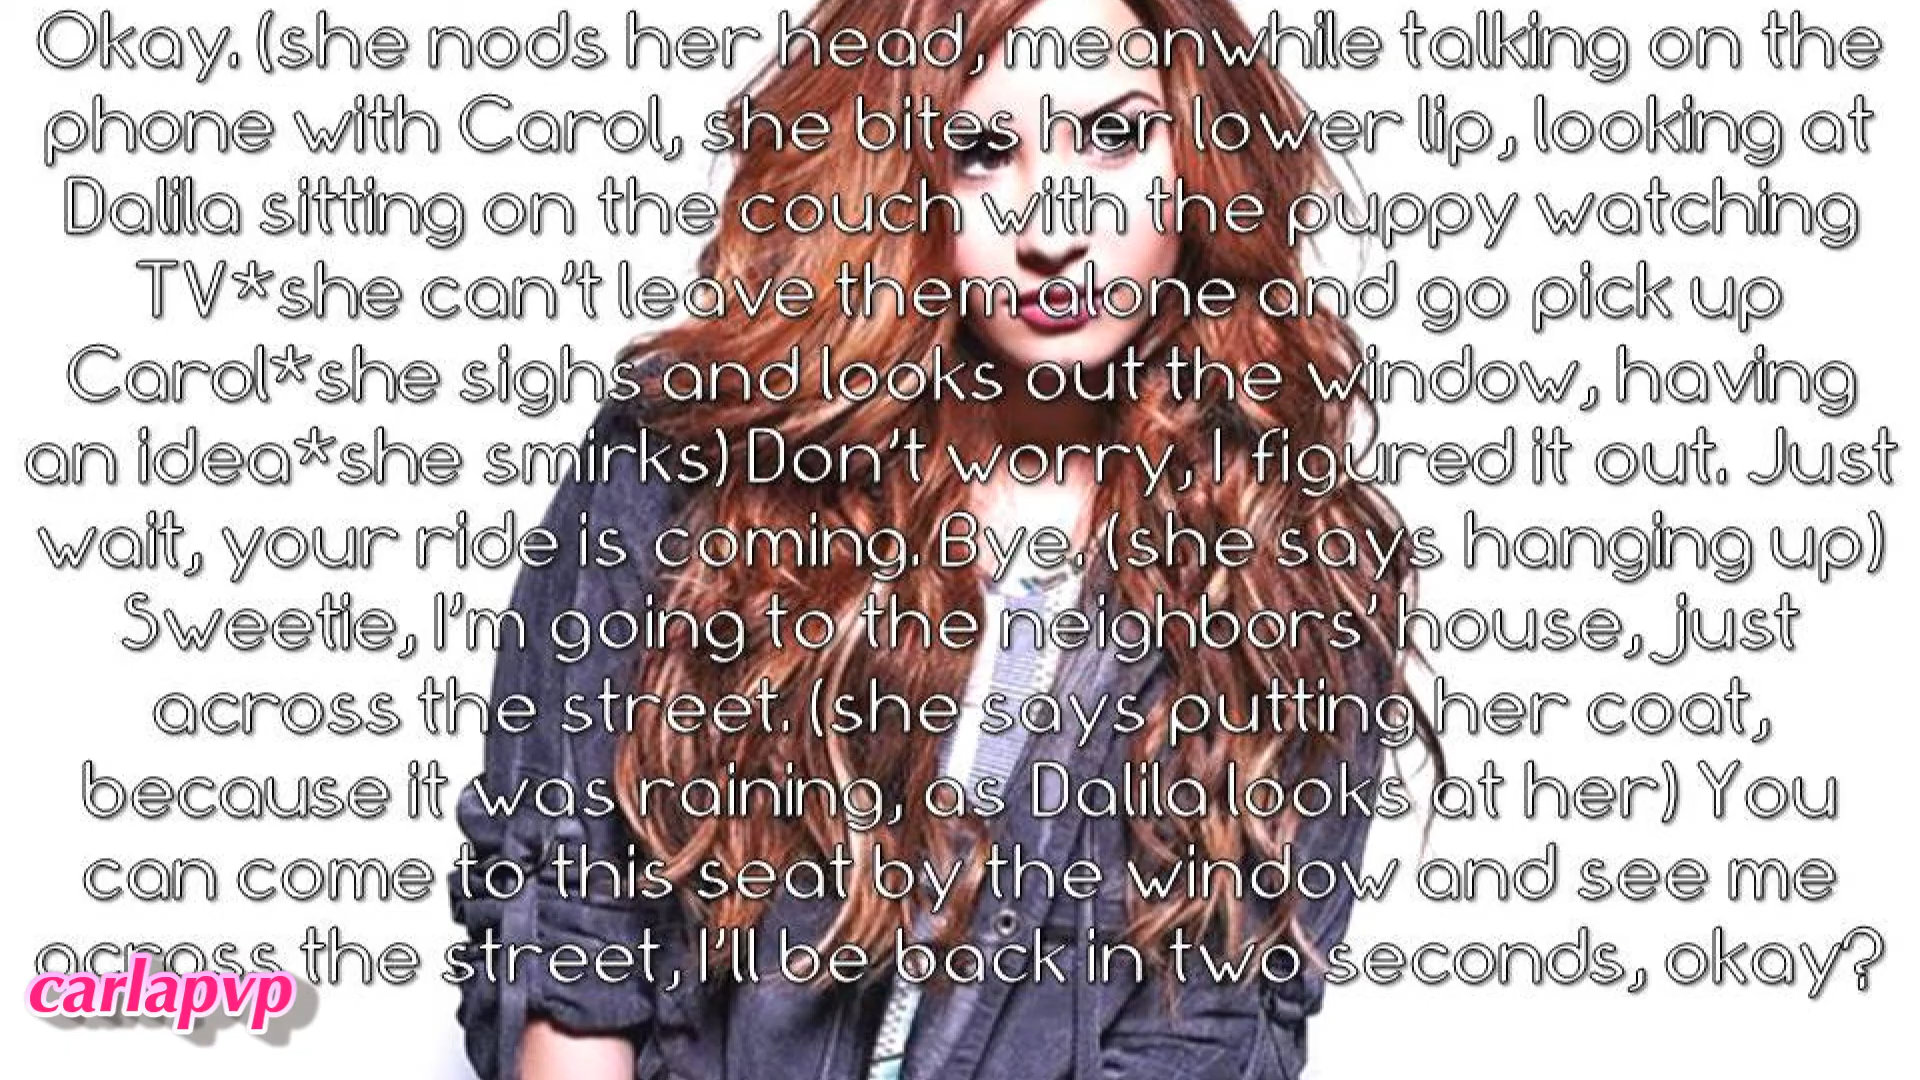 Okay. (she nods her head, meanwhile talking on the
phone with Carol, she bites her lower lip, looking at
Dalila sitting on the couch with the puppy watching
TV*she can't leave them alone and go pick up
Carol*she sighs and looks out the window, having
an idea*she smirks) Don't worry, I figured it out. Just
wait, your ride is coming. Bye. (she says hanging up)
Sweetie, I'm going to the neighbors' house, just
across the street. (she says putting her coat,
because it was raining, as Dalila looks at her) You
can come to this seat by the window and see me
across the street, I'll be back in two seconds, okay?
carlapvp